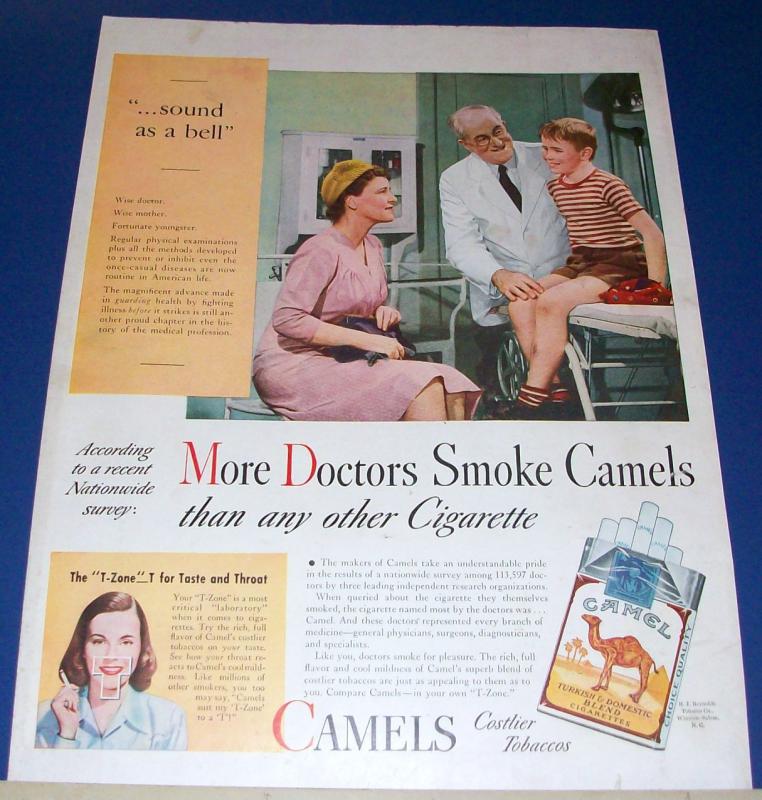 "...sound
as a bell"
Wise doctor.
Wise mother.
Fortunate youngster.
Regular physical examinations
plus all the methods developed
to prevent or inhibit even the
once-casual diseases are now
routine in American life.
The magnificent advance made
in guarding health by fighting
illness before it strikes is still an-
other proud chapter in the his-
tory of the medical profession.
According
to a recent
Nationwide
survey:
More Doctors Smoke Camels
than any other Cigarette
The "T-Zone"_T for Taste and Throat
Your "T-Zone" is a most
critical "laboratory"
when it comes to ciga-
rettes. Try the rich, full
flavor of Camel's costlier
tobaccos on your taste.
See how your throat re-
acts to Camel's cool mild-
ness. Like millions of
other smokers, you too
may say, "Camels
suit my 'T-Zone'
to a 'T'!"
● The makers of Camels take an understandable pride
in the results of a nationwide survey among 113,597 doc-
tors by three leading independent research organizations.
When queried about the cigarette they themselves
smoked, the cigarette named most by the doctors was...
Camel. And these doctors represented every branch of
medicine—general physicians, surgeons, diagnosticians,
and specialists.
Like you, doctors smoke for pleasure. The rich, full
flavor and cool mildness of Camel's superb blend of
costlier tobaccos are just as appealing to them as to
you. Compare Camels—in your own "T-Zone."
CAMELS Costlier
Tobaccos
CAMEL
TURKISH & DOMESTIC
BLEND
CIGARETTES
CHOICE QUALITY
R. J. Reynolds
Tobacco Co.,
Winston-Salem,
N. C.